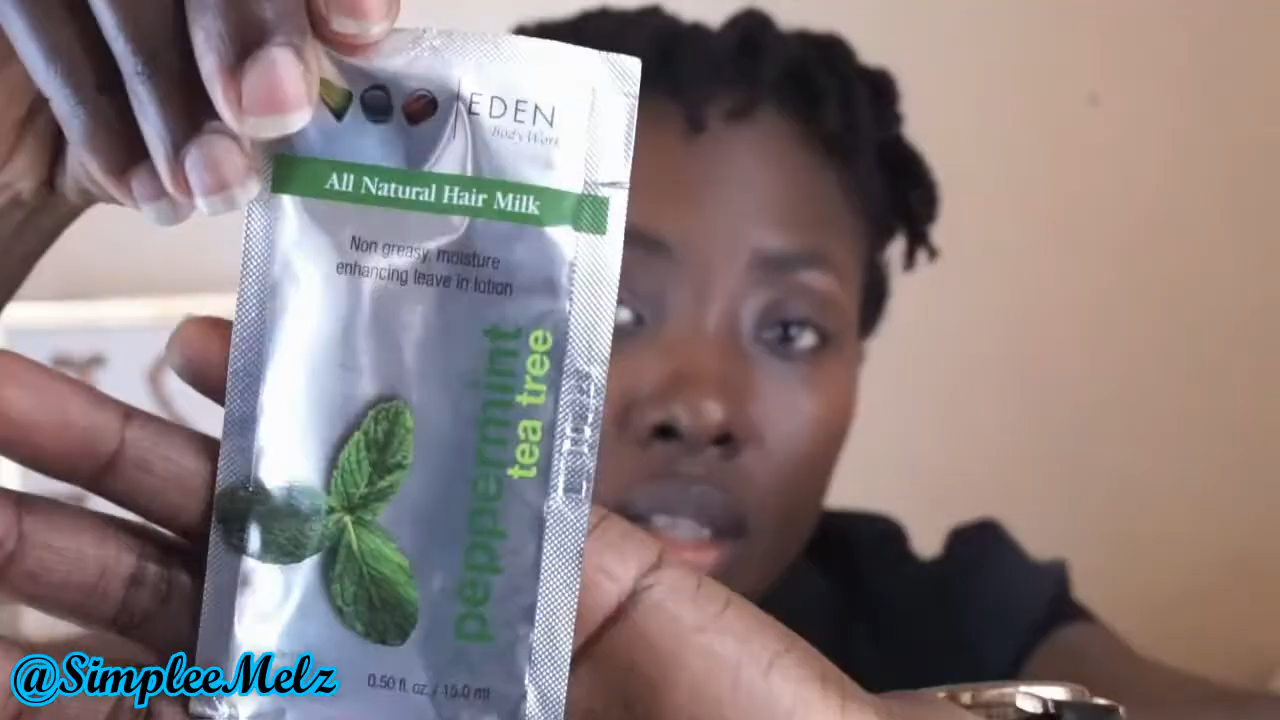 EDEN
BodyWork
All Natural Hair Milk
Non greasy, moisture
enhancing leave in lotion
peppermint
tea tree
0.50 fl. oz. / 15.0 ml
@SimpleeMelz